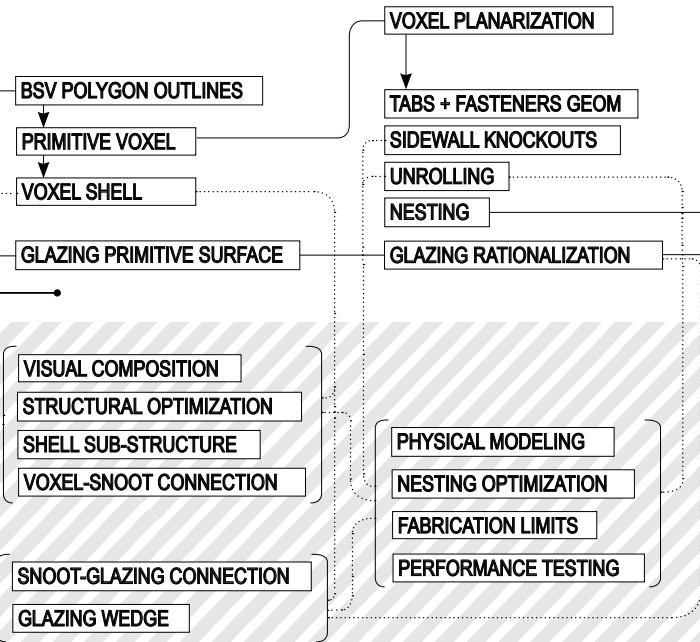 BSV POLYGON OUTLINES
PRIMITIVE VOXEL
VOXEL SHELL
GLAZING PRIMITIVE SURFACE
VISUAL COMPOSITION
STRUCTURAL OPTIMIZATION
SHELL SUB-STRUCTURE
VOXEL-SNOOT CONNECTION
SNOOT-GLAZING CONNECTION
GLAZING WEDGE
VOXEL PLANARIZATION
TABS + FASTENERS GEOM
SIDEWALL KNOCKOUTS
UNROLLING
NESTING
GLAZING RATIONALIZATION
PHYSICAL MODELING
NESTING OPTIMIZATION
FABRICATION LIMITS
PERFORMANCE TESTING